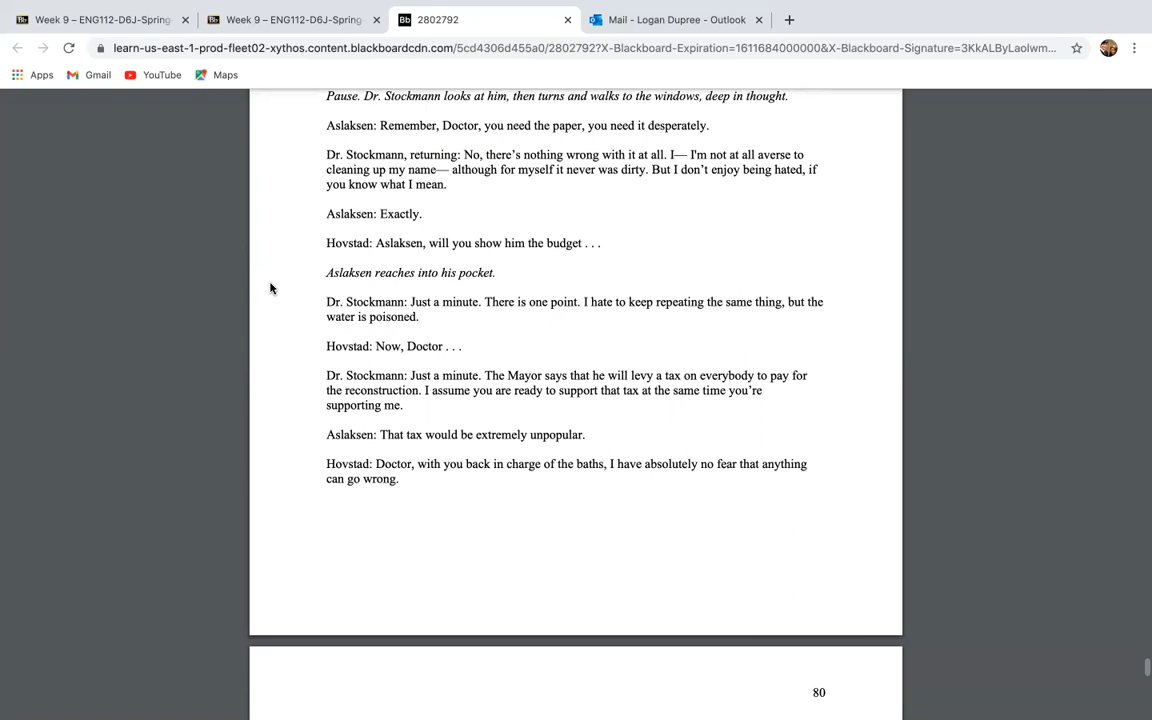 Week 9 – ENG112-D6J-Spring-
Week 9 – ENG112-D6J-Spring-
Bb 2802792
Mail - Logan Dupree - Outlook
learn-us-east-1-prod-fleet02-xythos.content.blackboardcdn.com/5cd4306d455a0/2802792?X-Blackboard-Expiration=1611684000000&X-Blackboard-Signature=3KkALByLaolwm...
Apps Gmail YouTube Maps
Pause. Dr. Stockmann looks at him, then turns and walks to the windows, deep in thought.
Aslaksen: Remember, Doctor, you need the paper, you need it desperately.
Dr. Stockmann, returning: No, there’s nothing wrong with it at all. I— I'm not at all averse to
cleaning up my name— although for myself it never was dirty. But I don’t enjoy being hated, if
you know what I mean.
Aslaksen: Exactly.
Hovstad: Aslaksen, will you show him the budget . . .
Aslaksen reaches into his pocket.
Dr. Stockmann: Just a minute. There is one point. I hate to keep repeating the same thing, but the
water is poisoned.
Hovstad: Now, Doctor . . .
Dr. Stockmann: Just a minute. The Mayor says that he will levy a tax on everybody to pay for
the reconstruction. I assume you are ready to support that tax at the same time you’re
supporting me.
Aslaksen: That tax would be extremely unpopular.
Hovstad: Doctor, with you back in charge of the baths, I have absolutely no fear that anything
can go wrong.
80